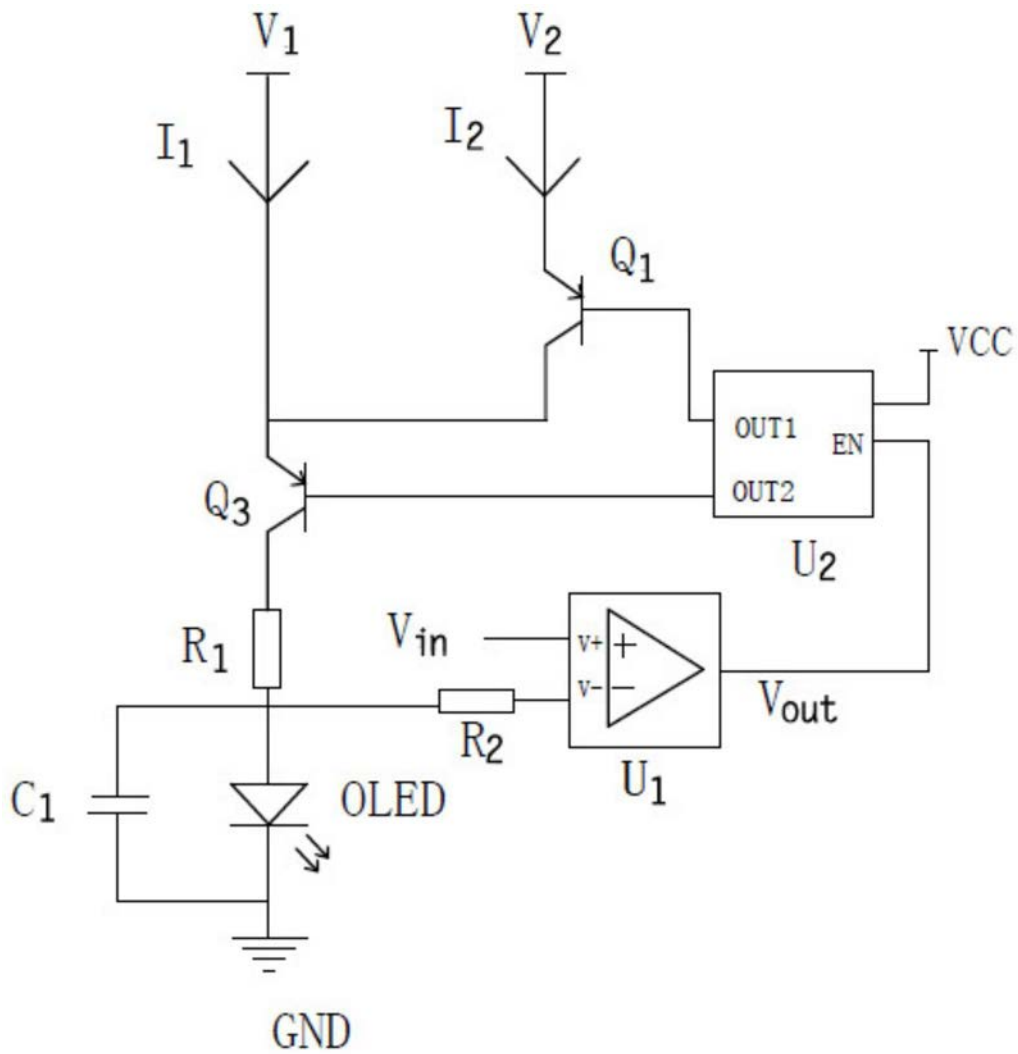 V1
V2
I1
I2
Q1
VCC
OUT1
EN
OUT2
Q3
U2
R1
Vin
V+
+
V-
−
Vout
R2
U1
C1
OLED
GND